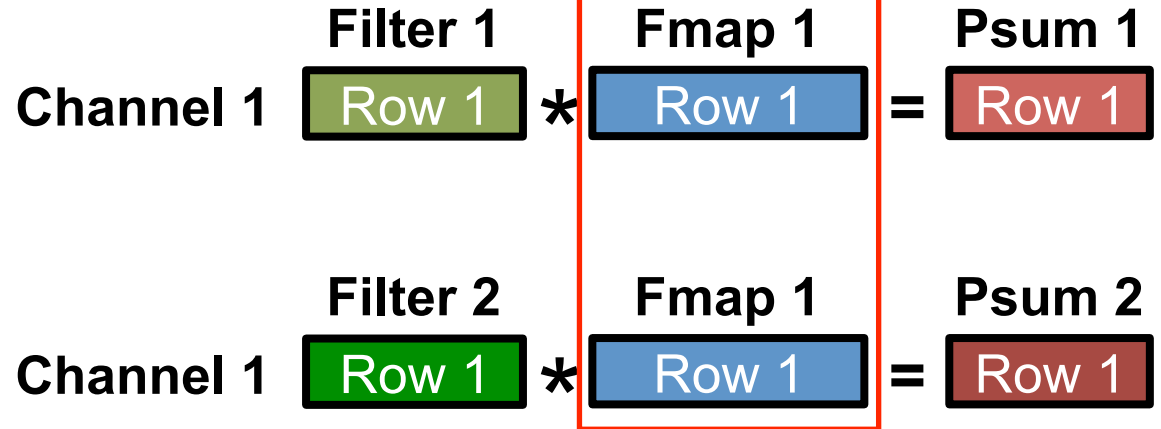 Filter 1 Fmap 1 Psum 1
Channel 1 Row 1 * Row 1 = Row 1
Filter 2 Fmap 1 Psum 2
Channel 1 Row 1 * Row 1 = Row 1